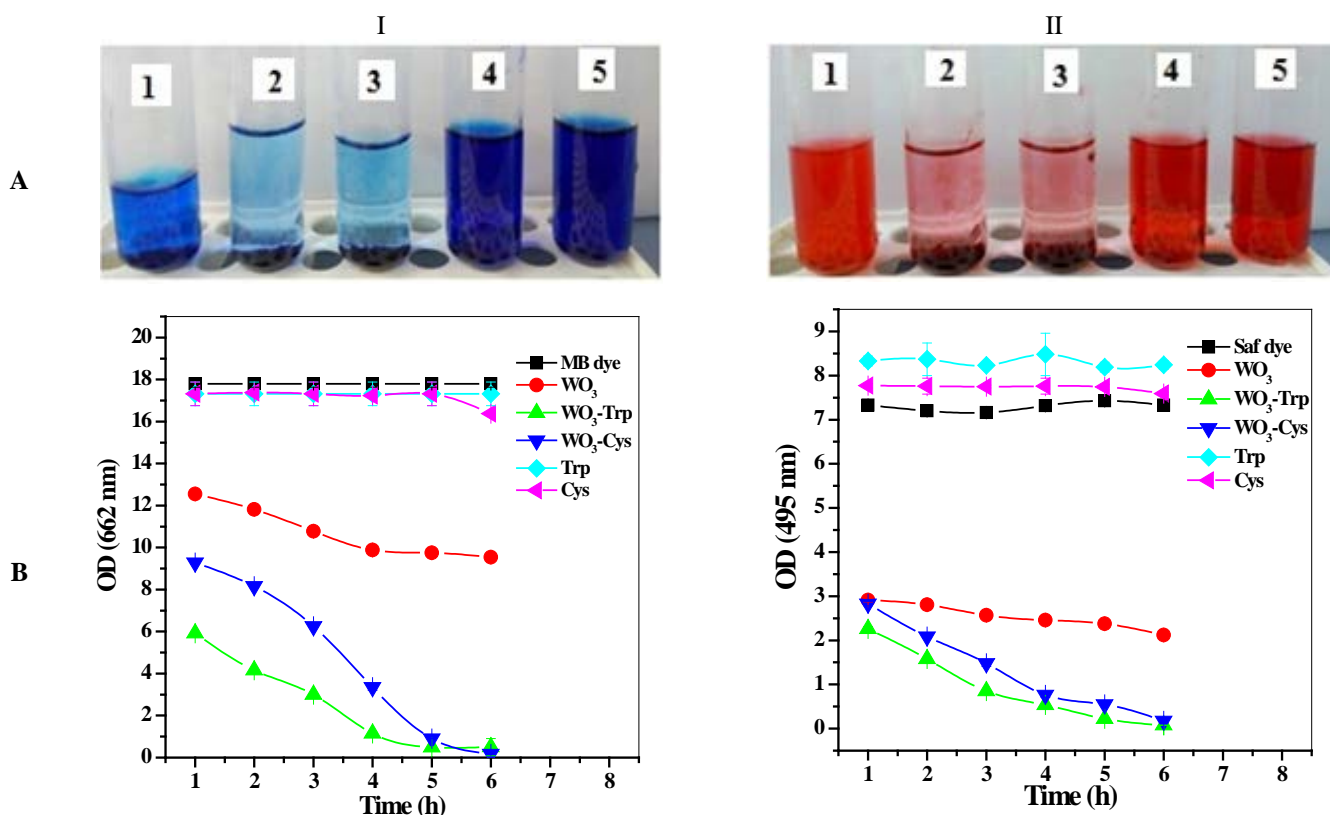 I
II
A
1 2 3 4 5
1 2 3 4 5
B
OD (662 nm)
20
18
16
14
12
10
8
6
4
2
0
1 2 3 4 5 6 7 8
Time (h)
MB dye
WO₃
WO₃-Trp
WO₃-Cys
Trp
Cys
OD (495 nm)
9
8
7
6
5
4
3
2
1
0
1 2 3 4 5 6 7 8
Time (h)
Saf dye
WO₃
WO₃-Trp
WO₃-Cys
Trp
Cys